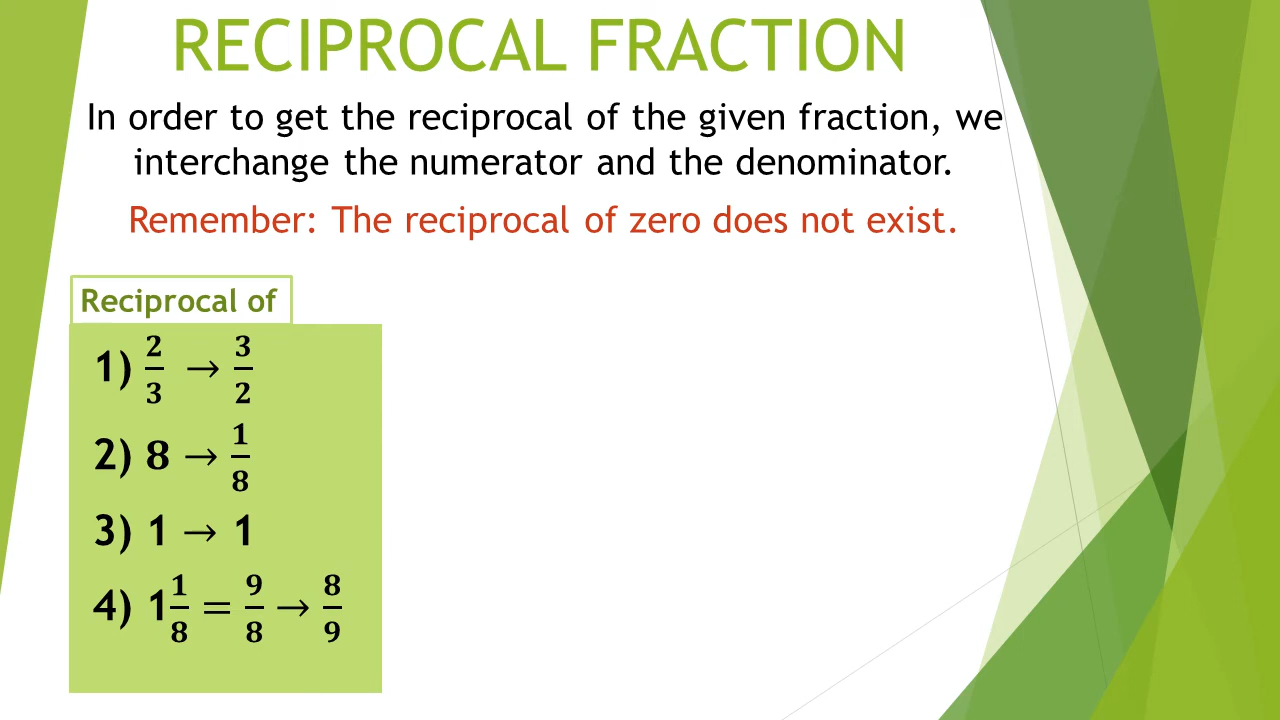 RECIPROCAL FRACTION
In order to get the reciprocal of the given fraction, we
interchange the numerator and the denominator.
Remember: The reciprocal of zero does not exist.
Reciprocal of
1) 2/3 → 3/2
2) 8 → 1/8
3) 1 → 1
4) 1 1/8 = 9/8 → 8/9